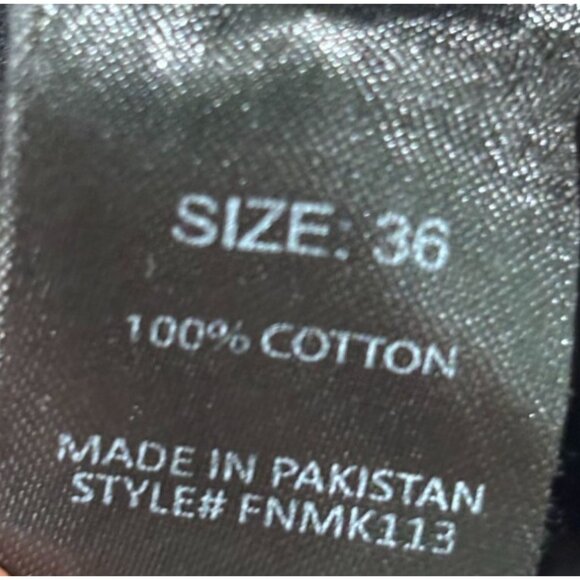 SIZE: 36
100% COTTON
MADE IN PAKISTAN
STYLE# FNMK113